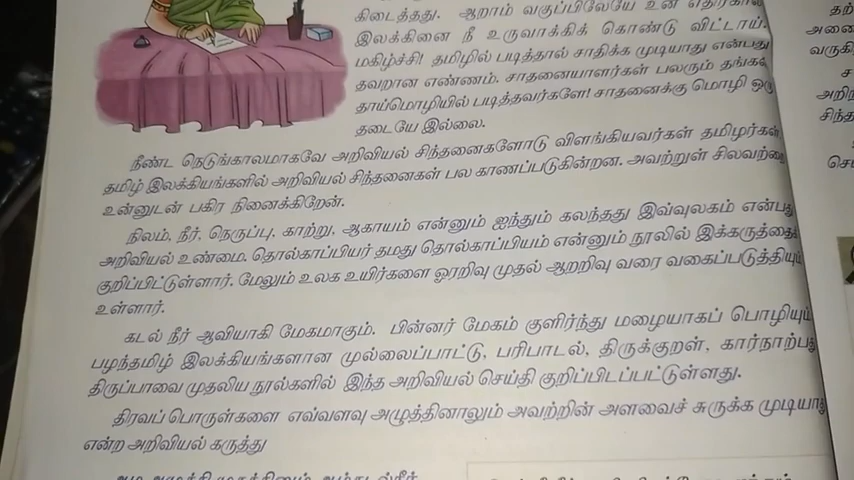 கிடைத்தது. ஆறாம் வகுப்பிலேயே உன் எதிர்கால
இலக்கினை நீ உருவாக்கிக் கொண்டு விட்டாய்.
மகிழ்ச்சி! தமிழில் படித்தால் சாதிக்க முடியாது என்பது
தவறான எண்ணம். சாதனையாளர்கள் பலரும் தங்கள்
தாய்மொழியில் படித்தவர்களே! சாதனைக்கு மொழி ஒரு
தடையே இல்லை.
நீண்ட நெடுங்காலமாகவே அறிவியல் சிந்தனைகளோடு விளங்கியவர்கள் தமிழர்கள்.
தமிழ் இலக்கியங்களில் அறிவியல் சிந்தனைகள் பல காணப்படுகின்றன. அவற்றுள் சிலவற்றை
உன்னுடன் பகிர நினைக்கிறேன்.
நிலம், நீர், நெருப்பு, காற்று, ஆகாயம் என்னும் ஐந்தும் கலந்தது இவ்வுலகம் என்பது
அறிவியல் உண்மை. தொல்காப்பியர் தமது தொல்காப்பியம் என்னும் நூலில் இக்கருத்தைக்
குறிப்பிட்டுள்ளார். மேலும் உலக உயிர்களை ஓரறிவு முதல் ஆறறிவு வரை வகைப்படுத்தியும்
உள்ளார்.
கடல் நீர் ஆவியாகி மேகமாகும். பின்னர் மேகம் குளிர்ந்து மழையாகப் பொழியும்
பழந்தமிழ் இலக்கியங்களான முல்லைப்பாட்டு, பரிபாடல், திருக்குறள், கார்நாற்பது
திருப்பாவை முதலிய நூல்களில் இந்த அறிவியல் செய்தி குறிப்பிடப்பட்டுள்ளது.
திரவப் பொருள்களை எவ்வளவு அழுத்தினாலும் அவற்றின் அளவைச் சுருக்க முடியாது
என்ற அறிவியல் கருத்து